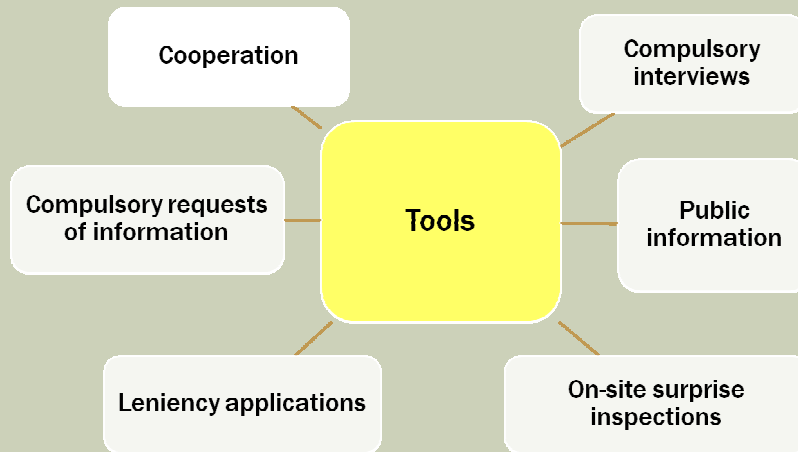 Cooperation
Compulsory
interviews
Compulsory requests
of information
Tools
Public
information
Leniency applications
On-site surprise
inspections